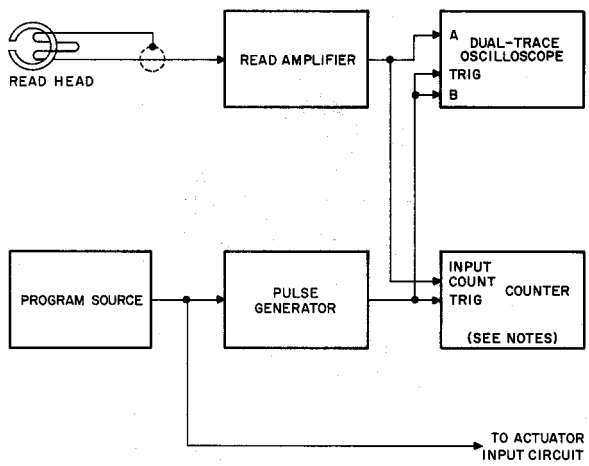 READ HEAD
READ AMPLIFIER
A
DUAL-TRACE
OSCILLOSCOPE
TRIG
B
PROGRAM SOURCE
PULSE
GENERATOR
INPUT
COUNT
TRIG
COUNTER
(SEE NOTES)
TO ACTUATOR
INPUT CIRCUIT